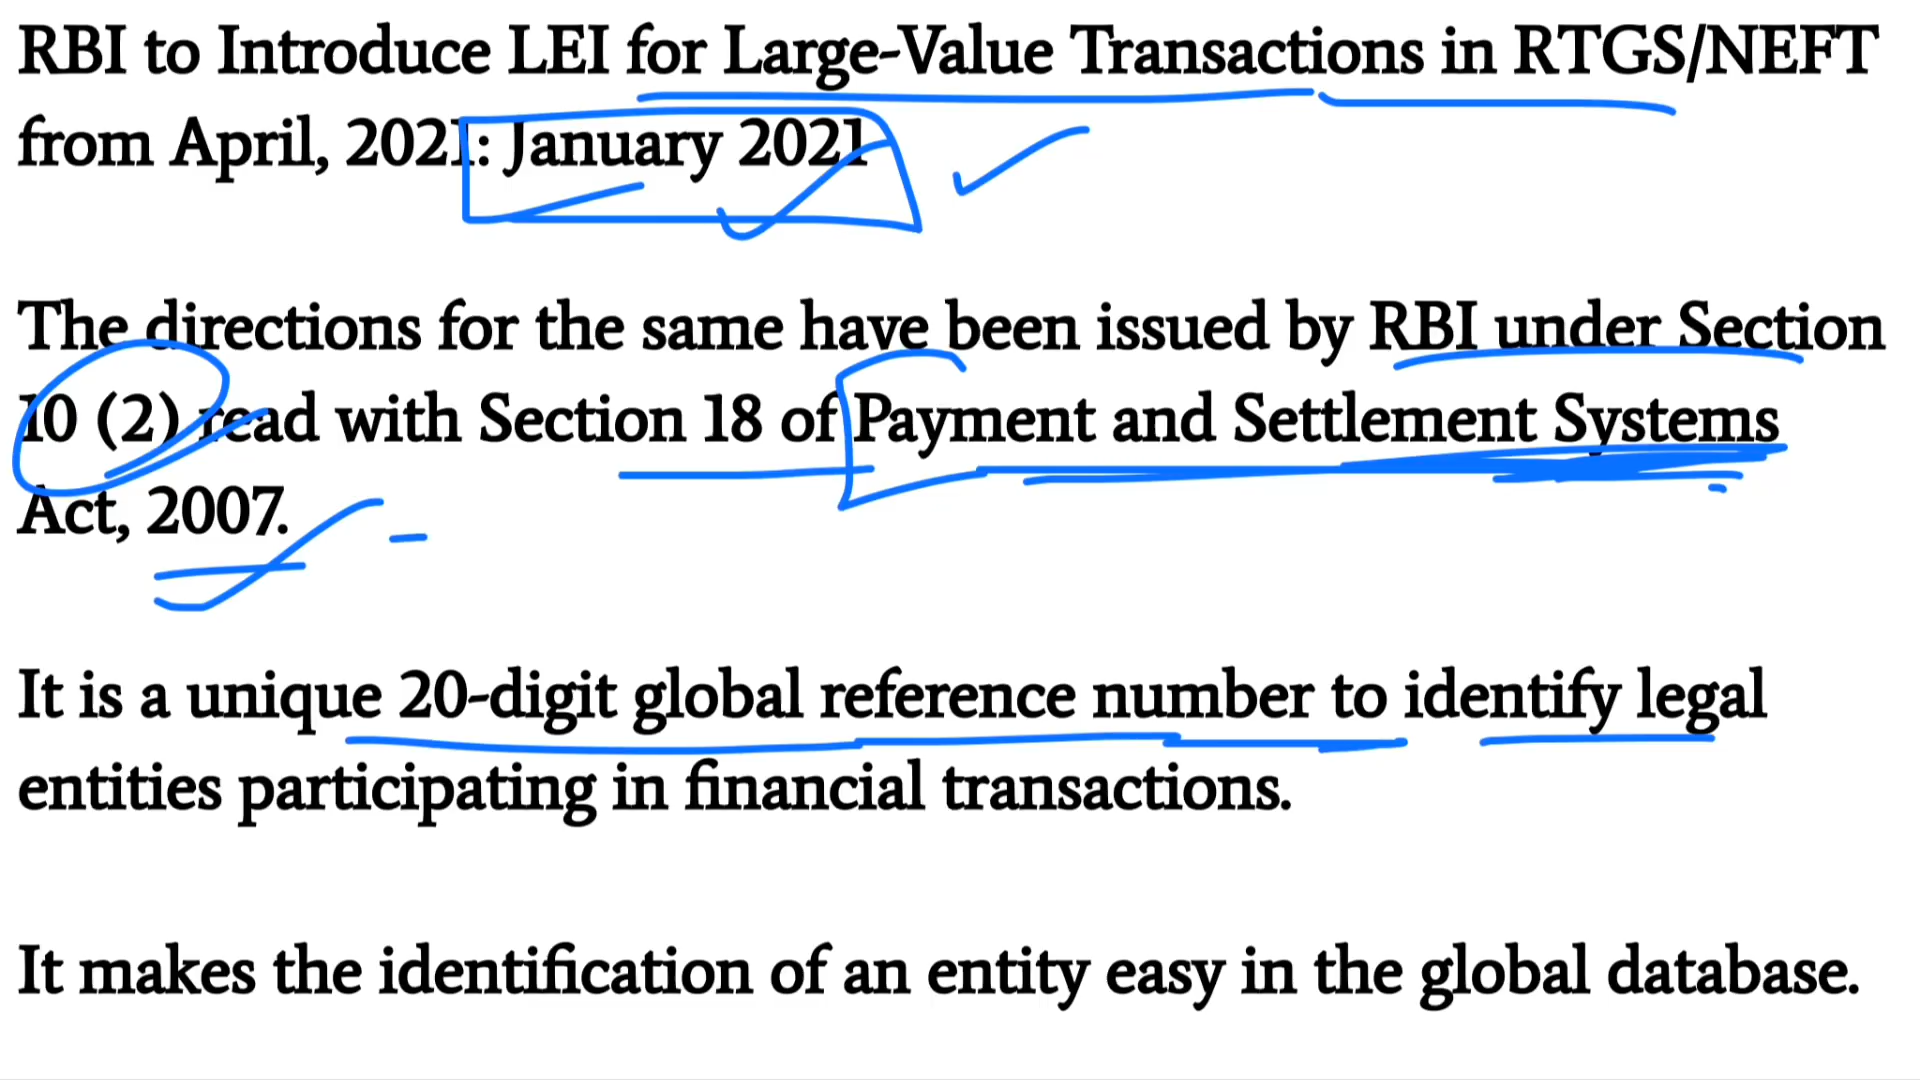 RBI to Introduce LEI for Large-Value Transactions in RTGS/NEFT
from April, 2021: January 2021
The directions for the same have been issued by RBI under Section
10 (2) read with Section 18 of Payment and Settlement Systems
Act, 2007.
It is a unique 20-digit global reference number to identify legal
entities participating in financial transactions.
It makes the identification of an entity easy in the global database.